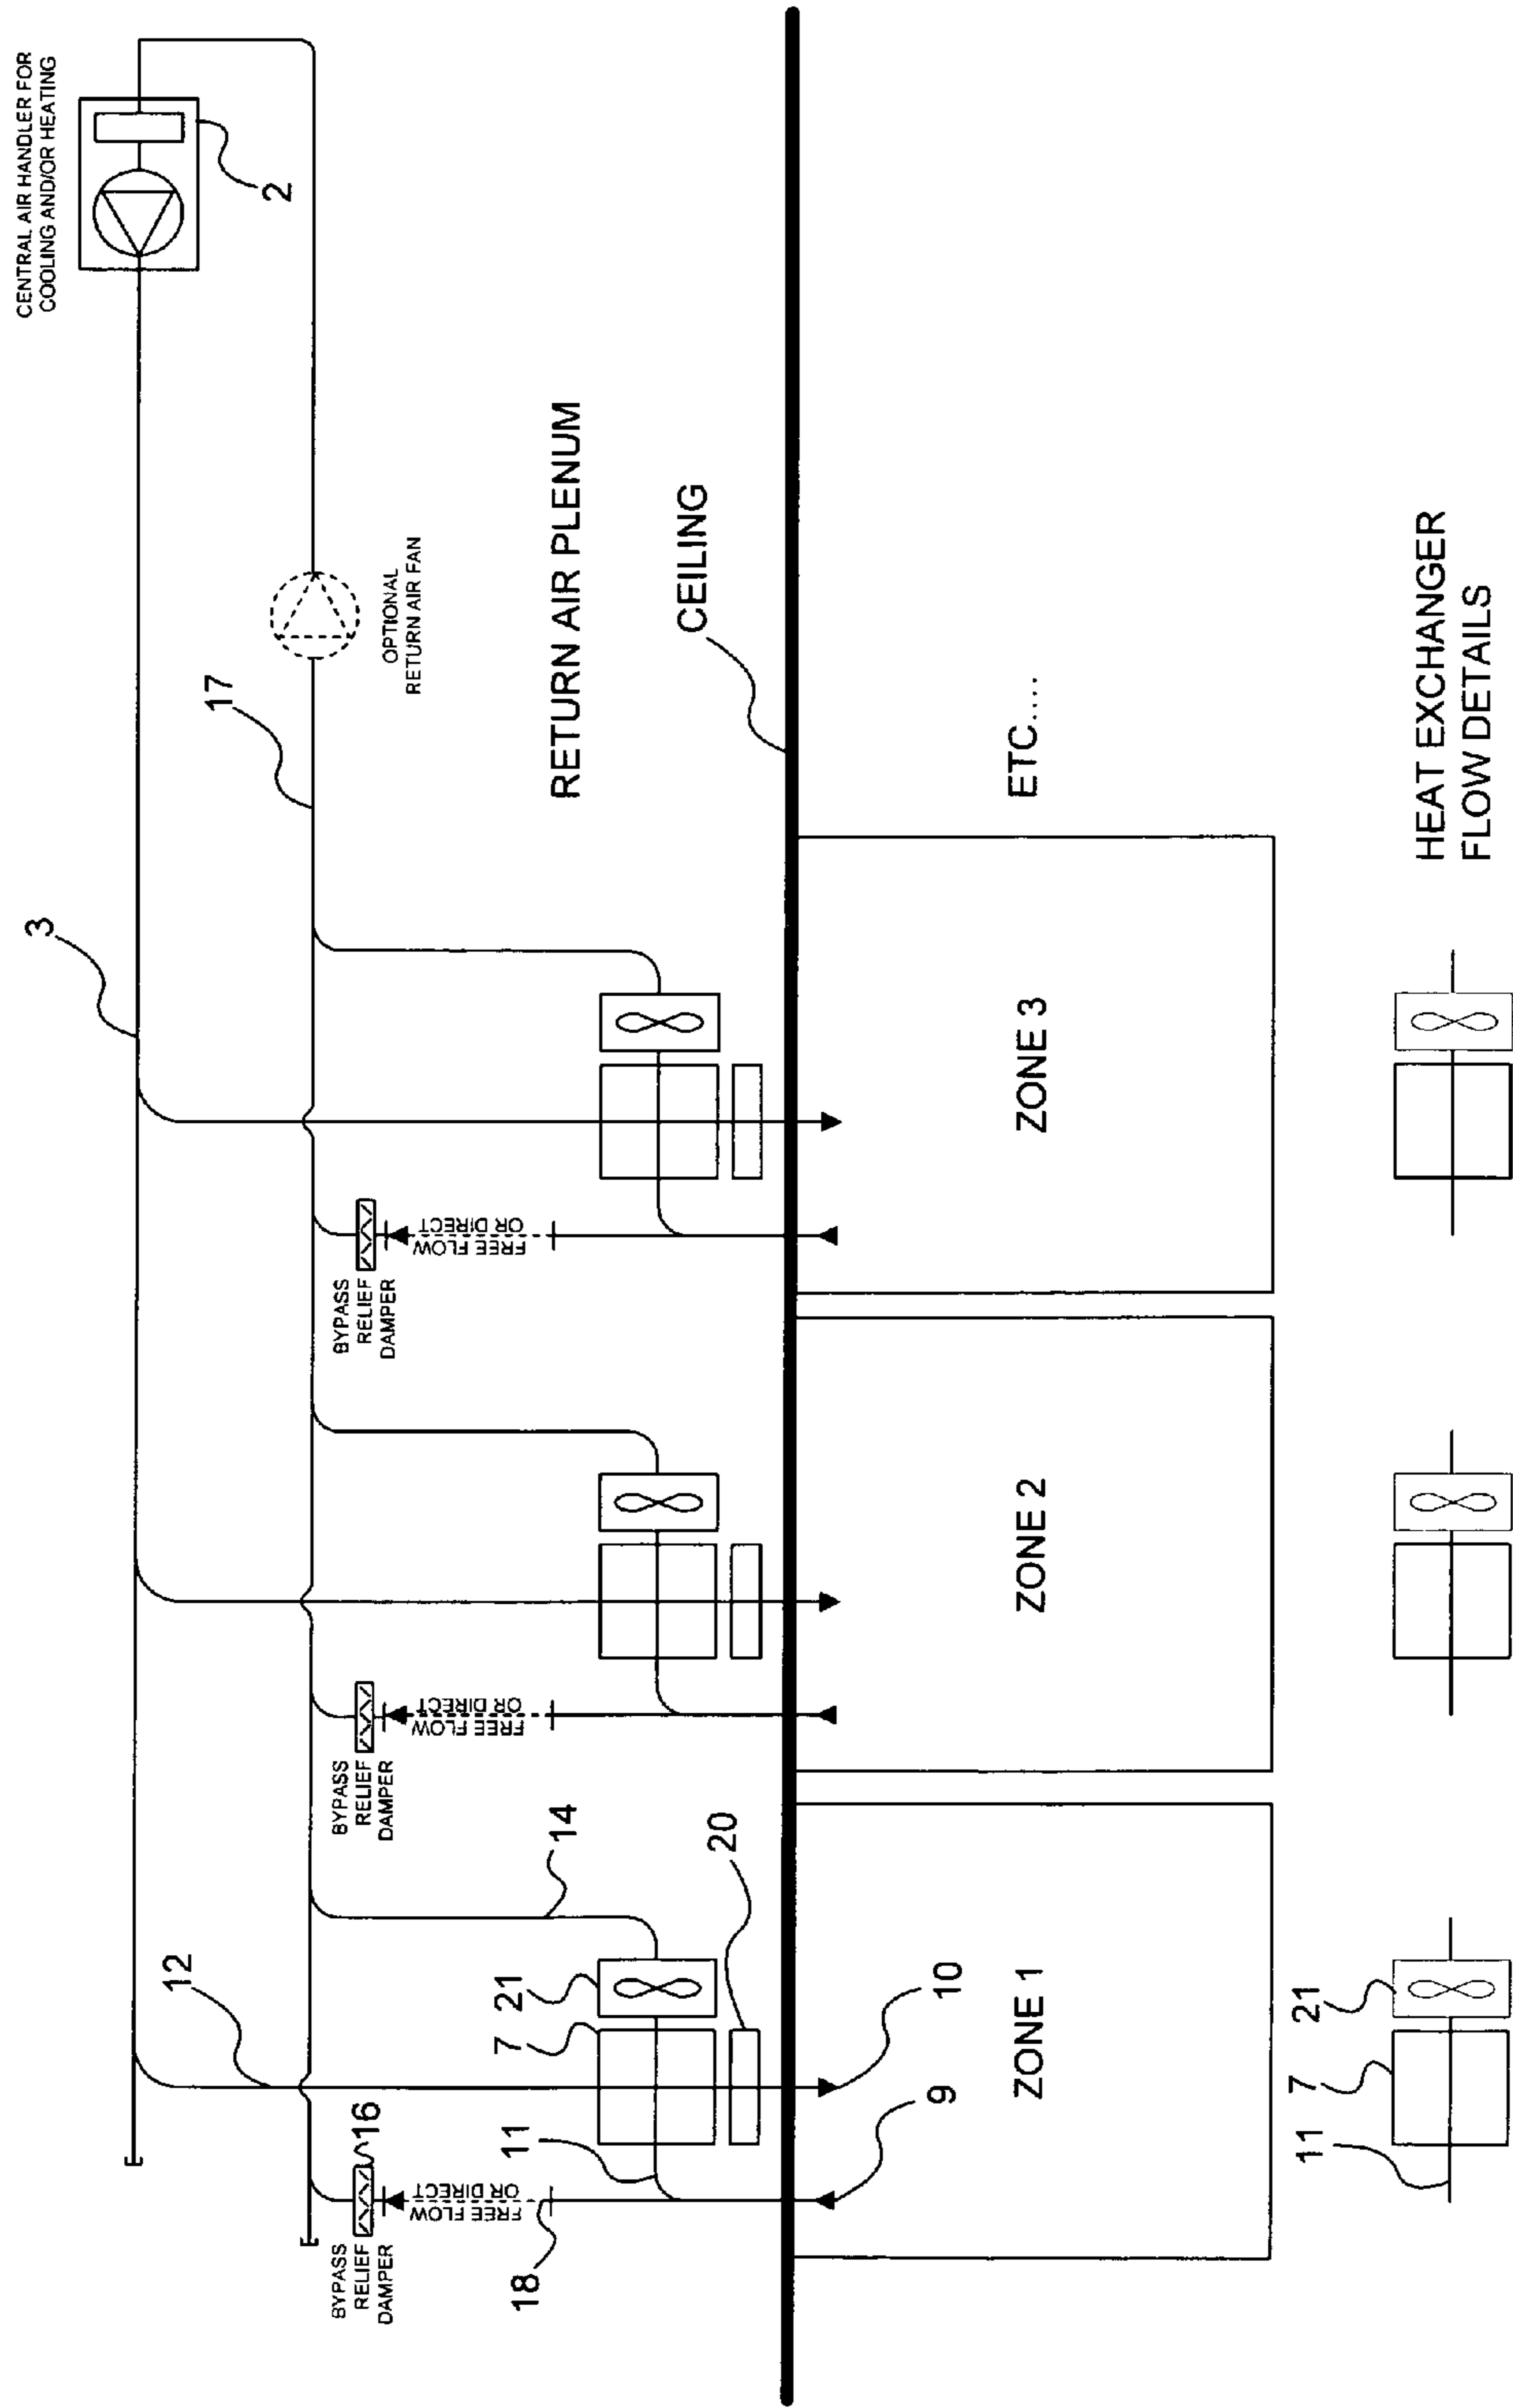 CENTRAL AIR HANDLER FOR
COOLING AND/OR HEATING
2
3
17
12
OPTIONAL
RETURN AIR FAN
BYPASS
RELIEF
DAMPER
16
BYPASS
RELIEF
DAMPER
BYPASS
RELIEF
DAMPER
FREE FLOW
OR DIRECT
FREE FLOW
OR DIRECT
FREE FLOW
OR DIRECT
18
14
RETURN AIR PLENUM
11
7
21
20
CEILING
9
10
ZONE 1
ZONE 2
ZONE 3
ETC....
11
7
21
HEAT EXCHANGER
FLOW DETAILS